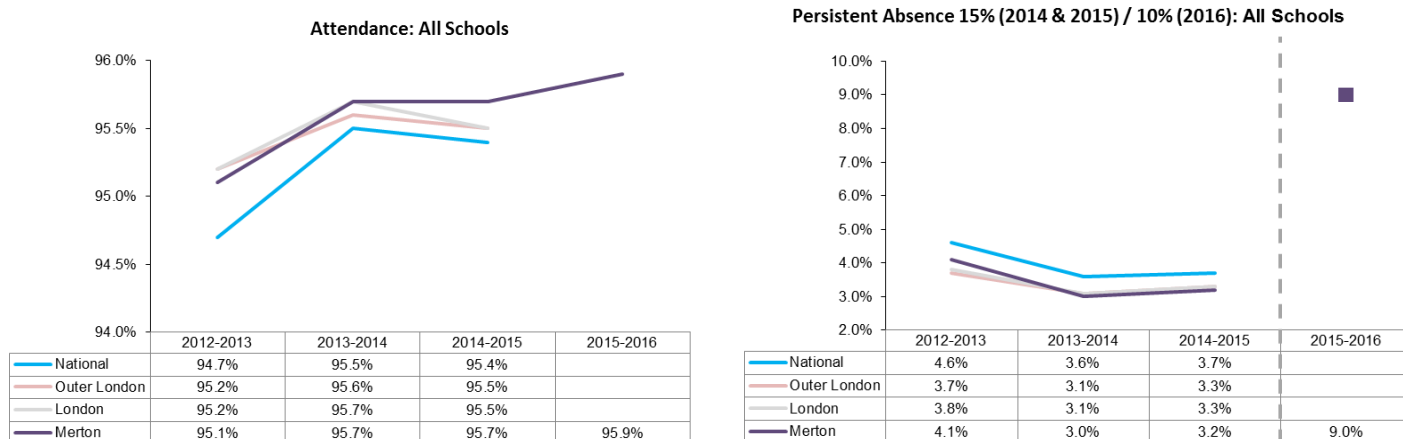 Attendance: All Schools
96.0%
95.5%
95.0%
94.5%
94.0%
2012-2013 2013-2014 2014-2015 2015-2016
National 94.7% 95.5% 95.4%
Outer London 95.2% 95.6% 95.5%
London 95.2% 95.7% 95.5%
Merton 95.1% 95.7% 95.7% 95.9%
Persistent Absence 15% (2014 & 2015) / 10% (2016): All Schools
10.0%
9.0%
8.0%
7.0%
6.0%
5.0%
4.0%
3.0%
2.0%
2012-2013 2013-2014 2014-2015 2015-2016
National 4.6% 3.6% 3.7%
Outer London 3.7% 3.1% 3.3%
London 3.8% 3.1% 3.3%
Merton 4.1% 3.0% 3.2% 9.0%